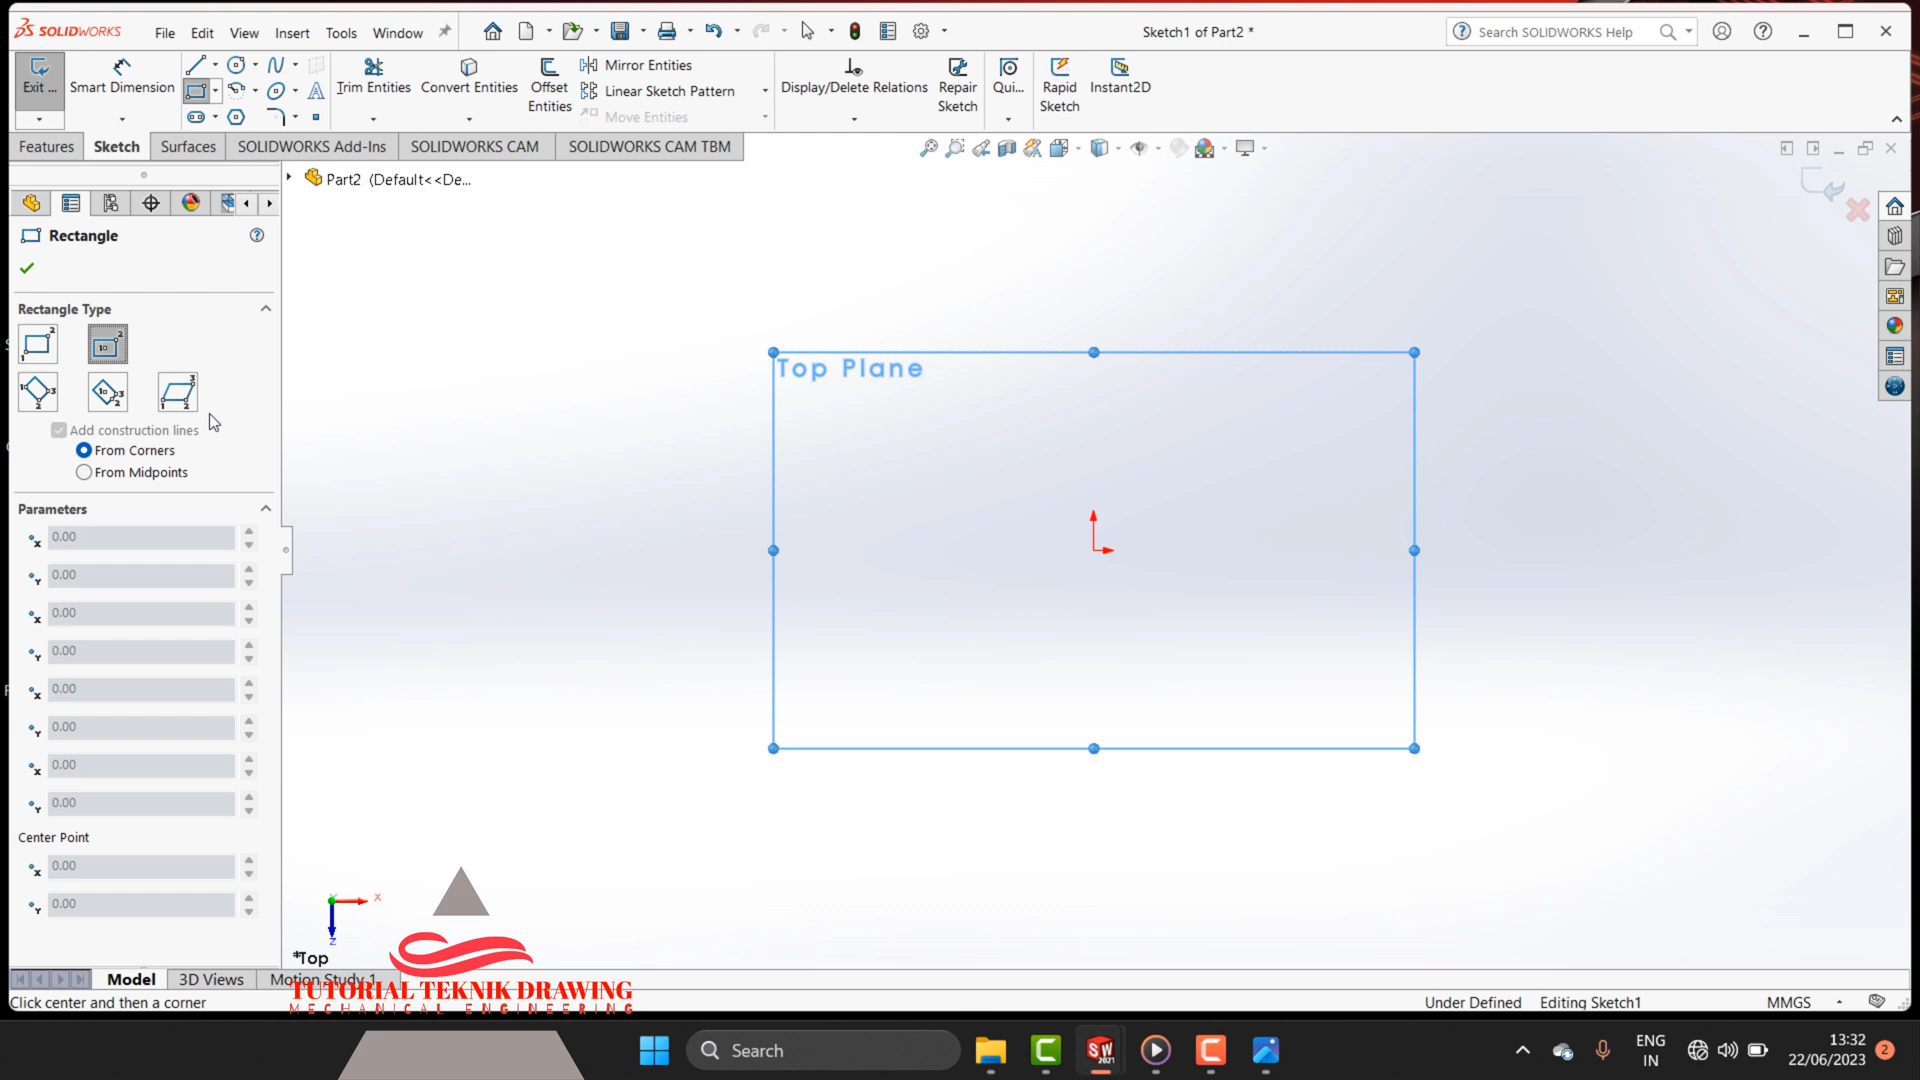 SOLIDWORKS
File Edit View Insert Tools Window
Sketch1 of Part2 *
Search SOLIDWORKS Help
Exit ...
Smart Dimension
Trim Entities
Convert Entities
Offset Entities
Mirror Entities
Linear Sketch Pattern
Move Entities
Display/Delete Relations
Repair Sketch
Qui...
Rapid Sketch
Instant2D
Features Sketch Surfaces SOLIDWORKS Add-Ins SOLIDWORKS CAM SOLIDWORKS CAM TBM
Part2 (Default<<De...
Rectangle
Rectangle Type
Add construction lines
From Corners
From Midpoints
Parameters
0.00
0.00
0.00
0.00
0.00
0.00
0.00
0.00
Center Point
0.00
0.00
Top Plane
X
Z
*Top
Model 3D Views Motion Study 1
TUTORIAL TEKNIK DRAWING
MECHANICAL ENGINEERING
Click center and then a corner
Under Defined Editing Sketch1 MMGS
Search
SW
2021
ENG
IN
13:32
22/06/2023
2